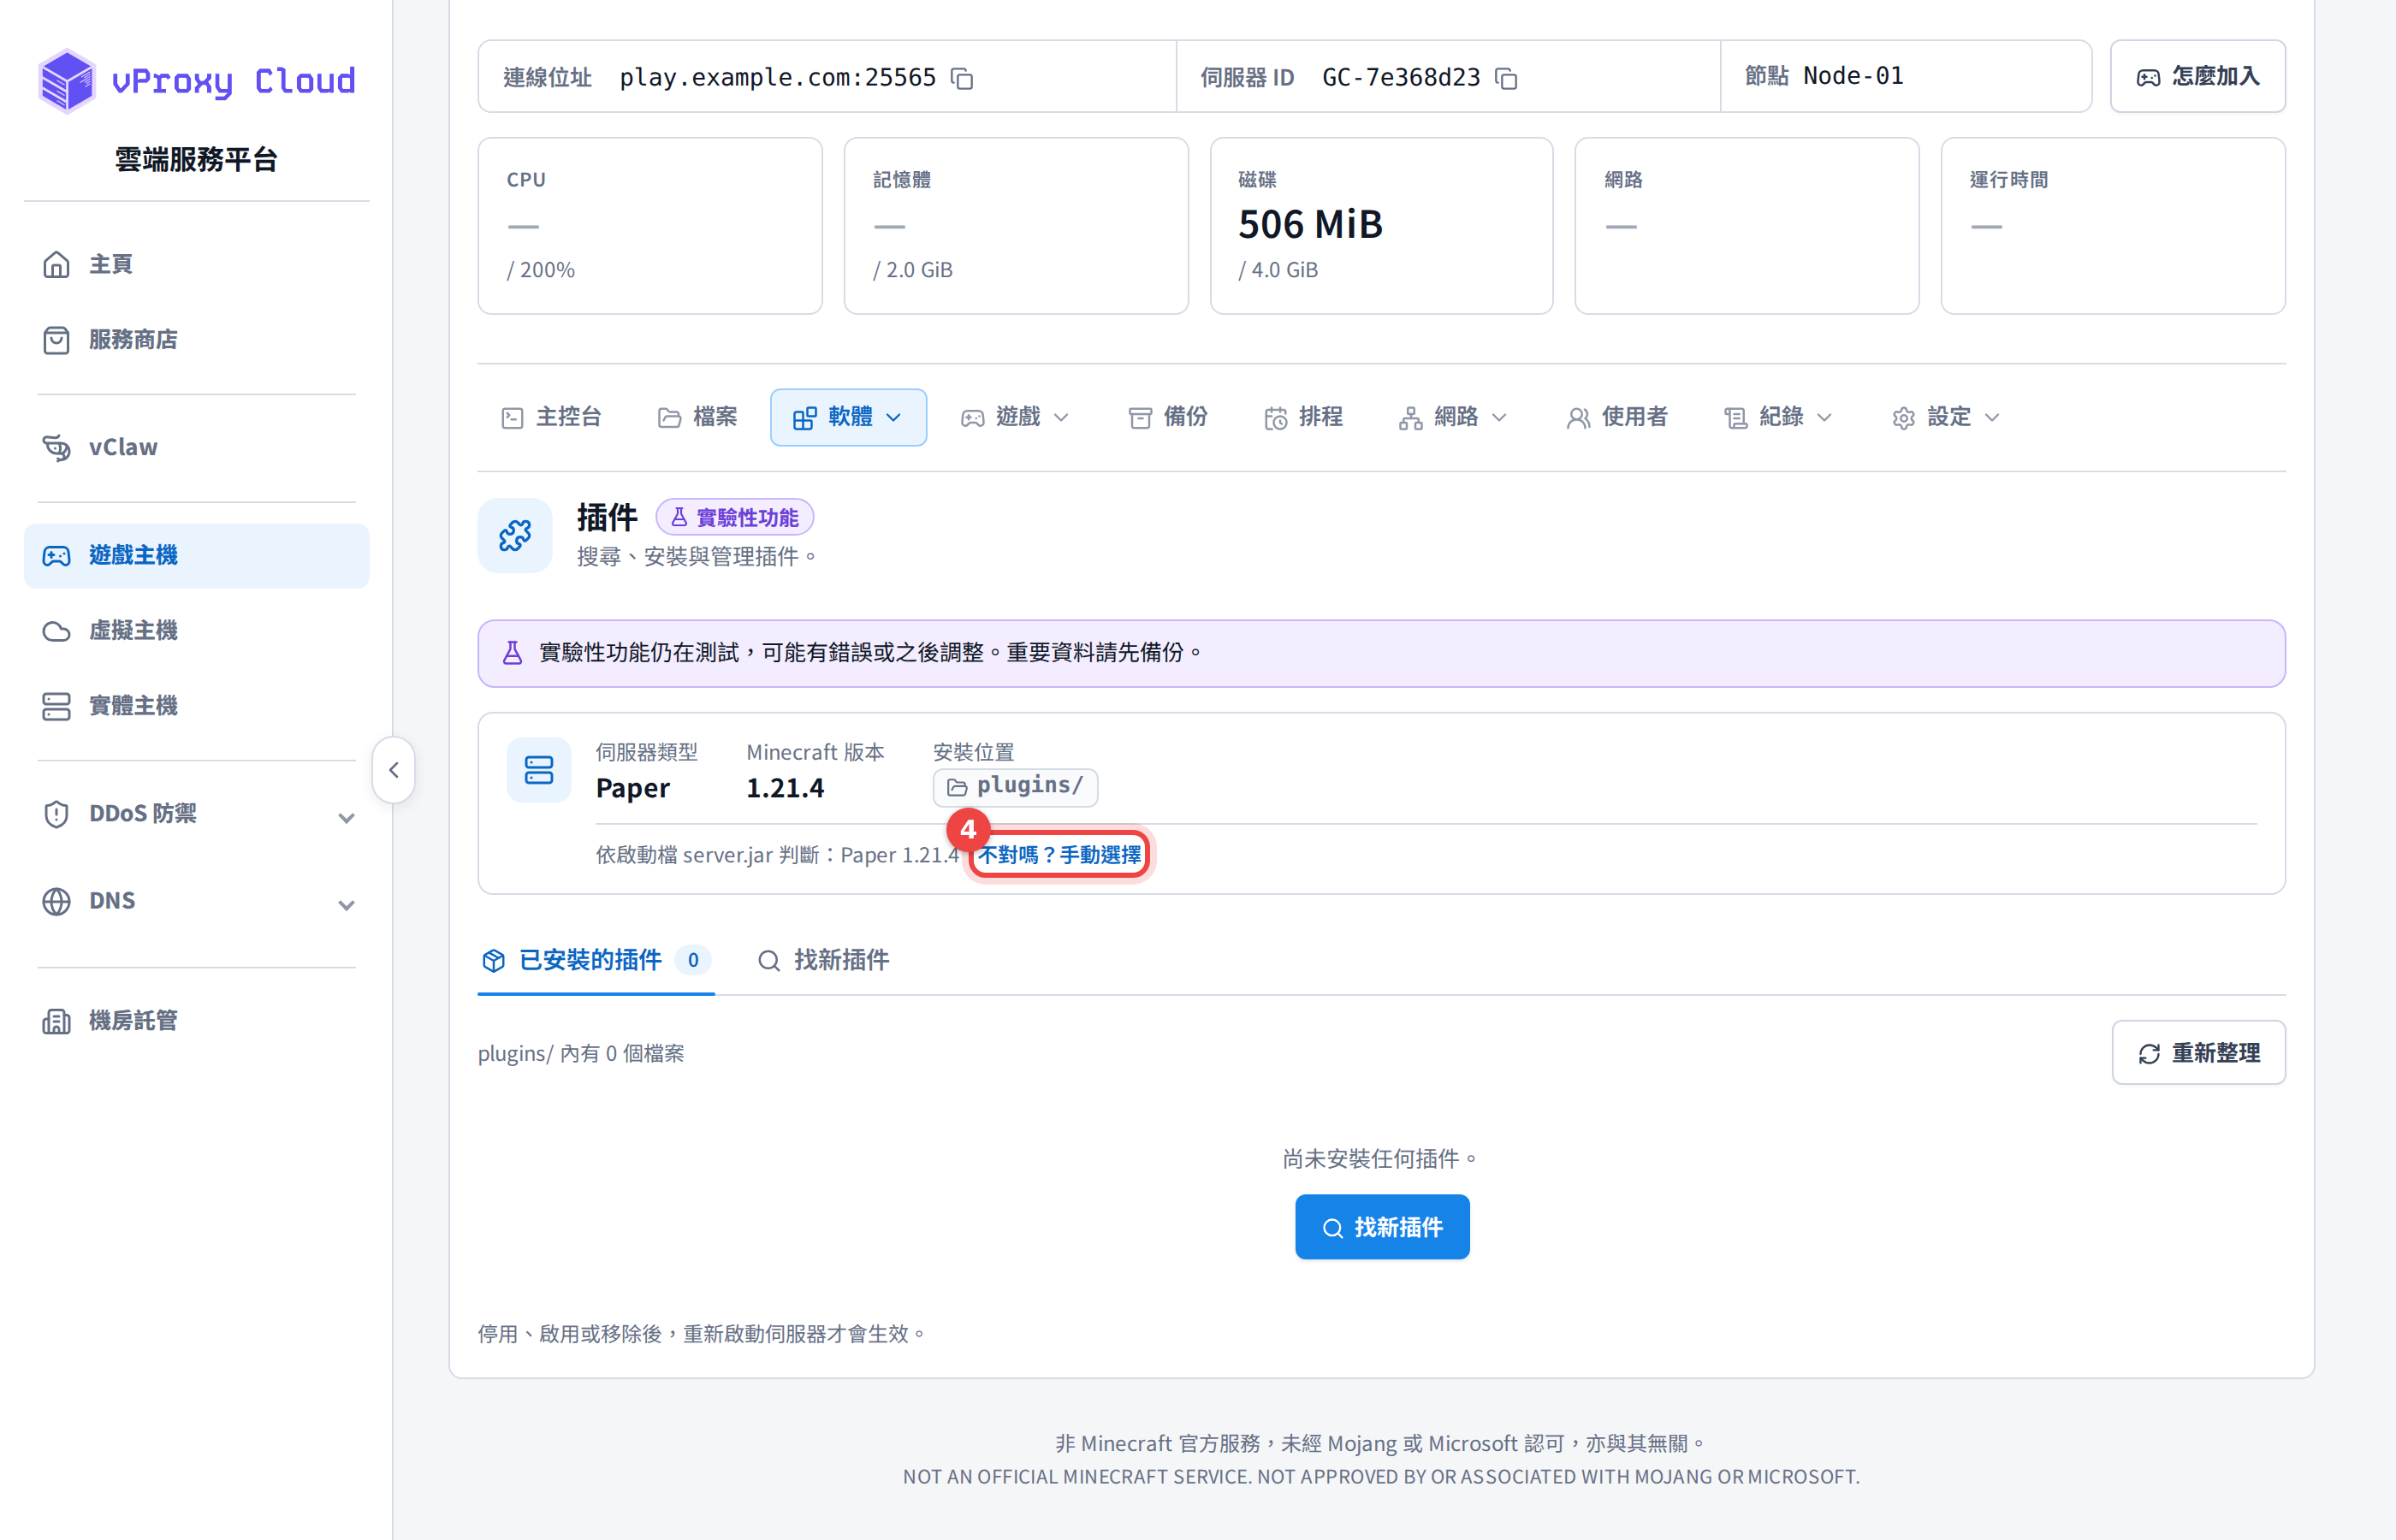 vProxy Cloud
雲端服務平台
主頁
服務商店
vClaw
遊戲主機
虛擬主機
實體主機
DDoS 防禦
DNS
機房託管
連線位址 play.example.com:25565
伺服器 ID GC-7e368d23
節點 Node-01
怎麼加入
CPU
—
/ 200%
記憶體
—
/ 2.0 GiB
磁碟
506 MiB
/ 4.0 GiB
網路
—
運行時間
—
主控台 檔案 軟體 遊戲 備份 排程 網路 使用者 紀錄 設定
插件 實驗性功能
搜尋、安裝與管理插件。
實驗性功能仍在測試，可能有錯誤或之後調整。重要資料請先備份。
伺服器類型 Minecraft 版本 安裝位置
Paper 1.21.4 plugins/
4
依啟動檔 server.jar 判斷：Paper 1.21.4 不對嗎？手動選擇
已安裝的插件 0 找新插件
plugins/ 內有 0 個檔案 重新整理
尚未安裝任何插件。
找新插件
停用、啟用或移除後，重新啟動伺服器才會生效。
非 Minecraft 官方服務，未經 Mojang 或 Microsoft 認可，亦與其無關。
NOT AN OFFICIAL MINECRAFT SERVICE. NOT APPROVED BY OR ASSOCIATED WITH MOJANG OR MICROSOFT.